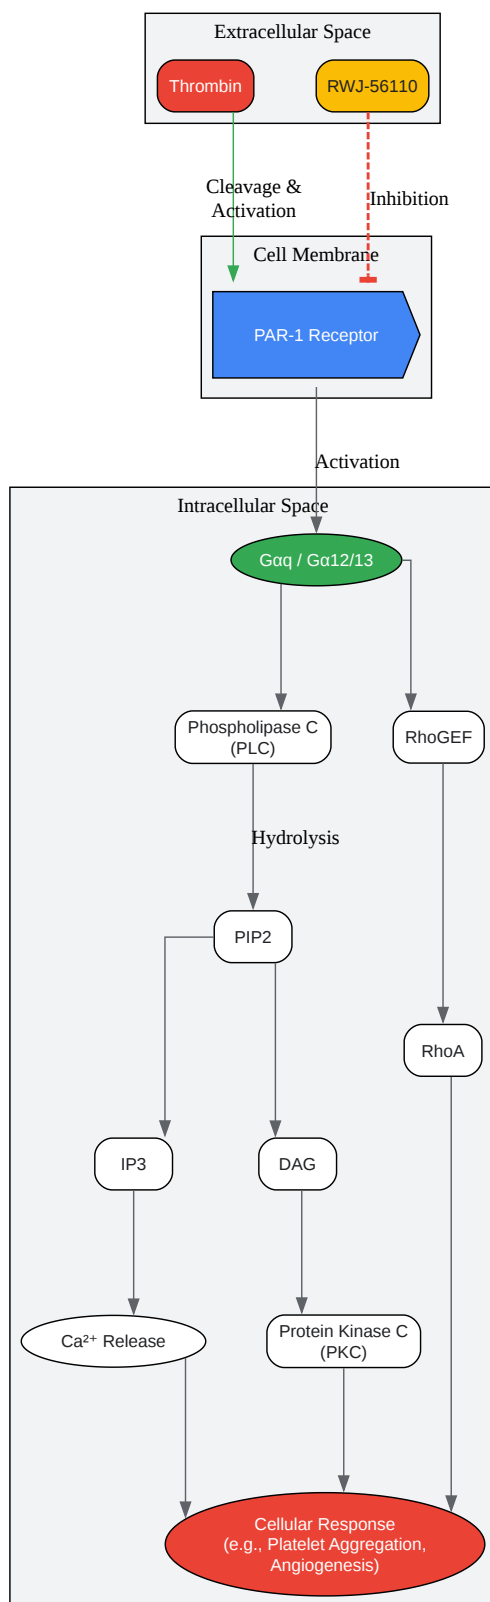 Extracellular Space
Thrombin
RWJ-56110
Cleavage &
Activation
Inhibition
Cell Membrane
PAR-1 Receptor
Activation
Intracellular Space
Gαq / Gα12/13
Phospholipase C
(PLC)
RhoGEF
Hydrolysis
PIP2
RhoA
IP3
DAG
Ca²⁺ Release
Protein Kinase C
(PKC)
Cellular Response
(e.g., Platelet Aggregation,
Angiogenesis)